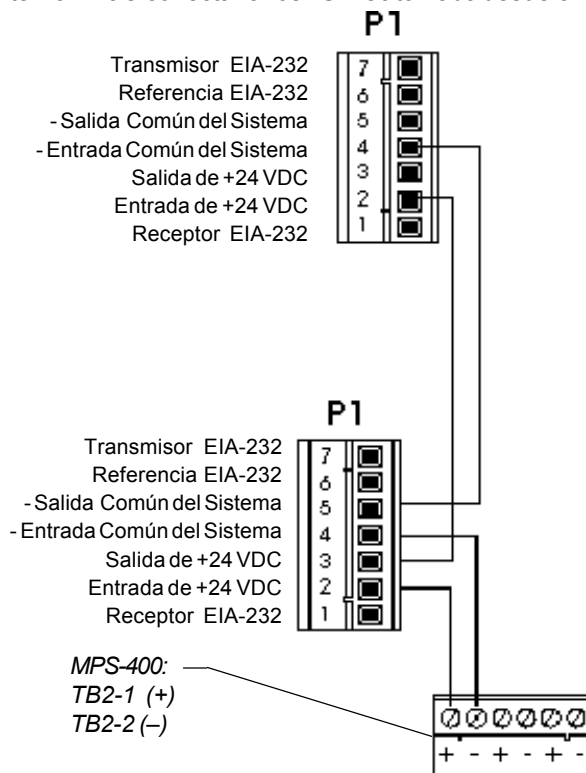 P1
Transmisor EIA-232
Referencia EIA-232
- Salida Común del Sistema
- Entrada Común del Sistema
Salida de +24 VDC
Entrada de +24 VDC
Receptor EIA-232
7
6
5
4
3
2
1
P1
Transmisor EIA-232
Referencia EIA-232
- Salida Común del Sistema
- Entrada Común del Sistema
Salida de +24 VDC
Entrada de +24 VDC
Receptor EIA-232
7
6
5
4
3
2
1
MPS-400:
TB2-1 (+)
TB2-2 (–)
+ - + - + -